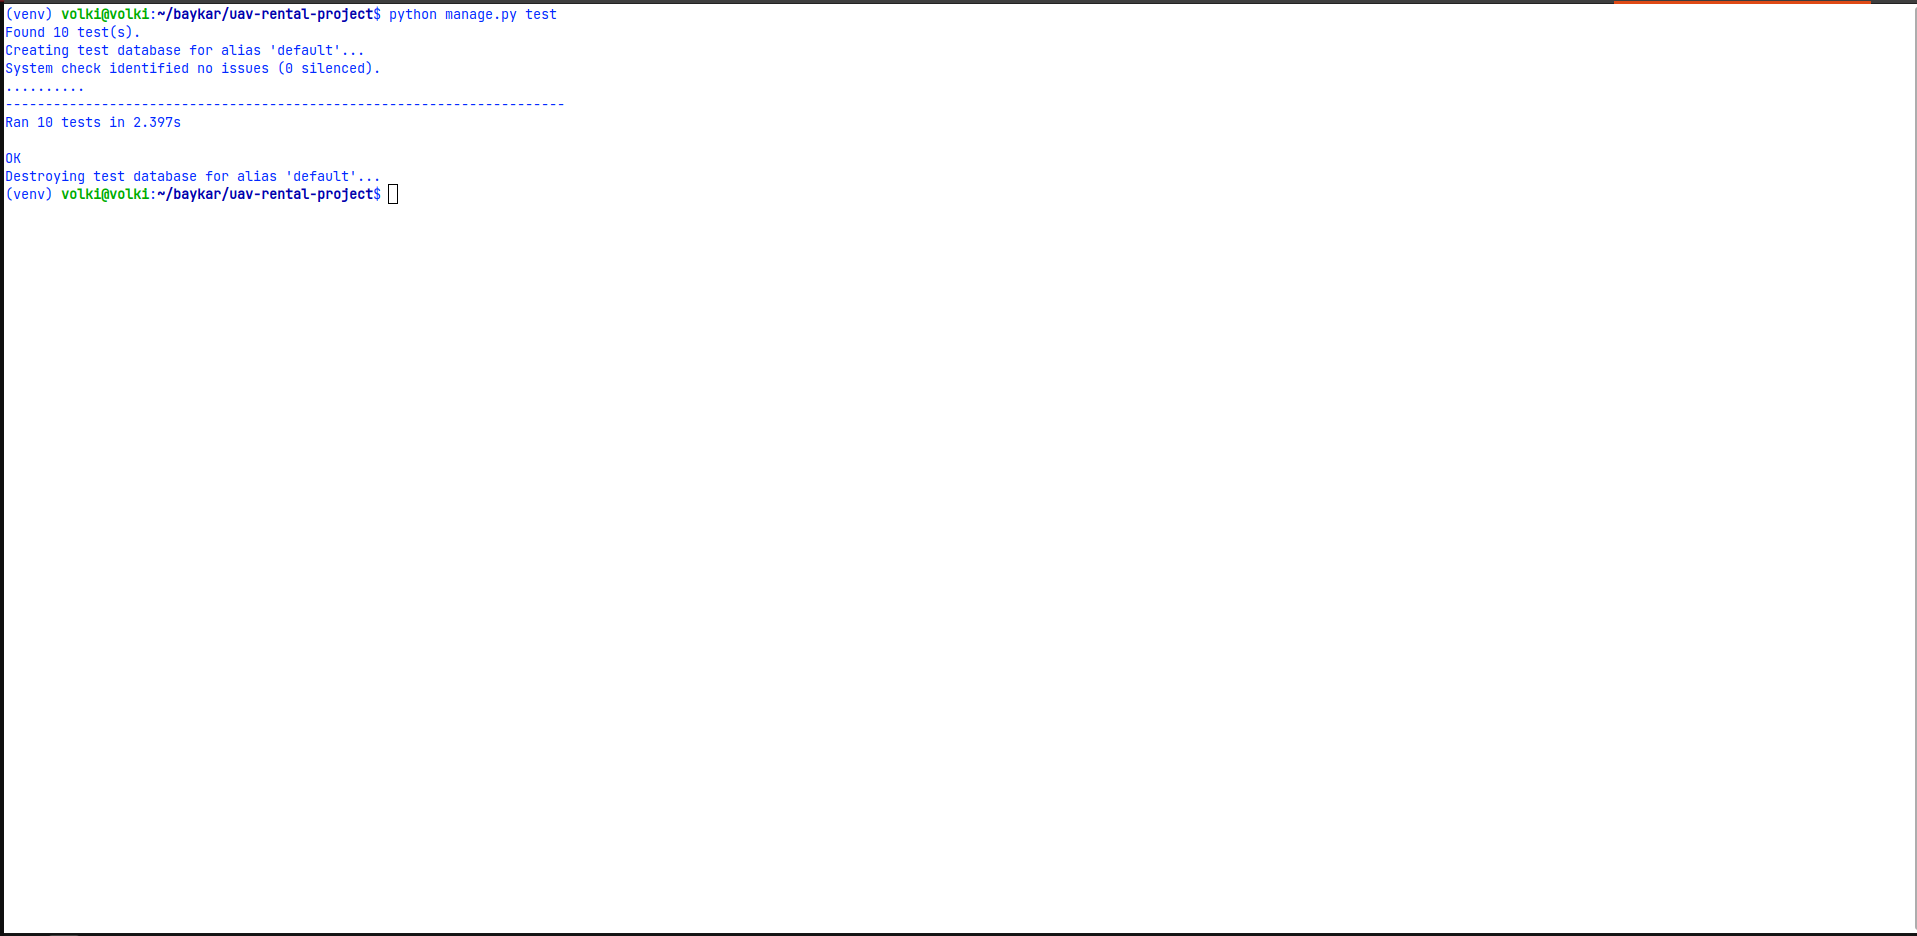 (venv) volki@volki:~/baykar/uav-rental-project$ python manage.py test
Found 10 test(s).
Creating test database for alias 'default'...
System check identified no issues (0 silenced).
..........
----------------------------------------------------------------------
Ran 10 tests in 2.397s

OK
Destroying test database for alias 'default'...
(venv) volki@volki:~/baykar/uav-rental-project$